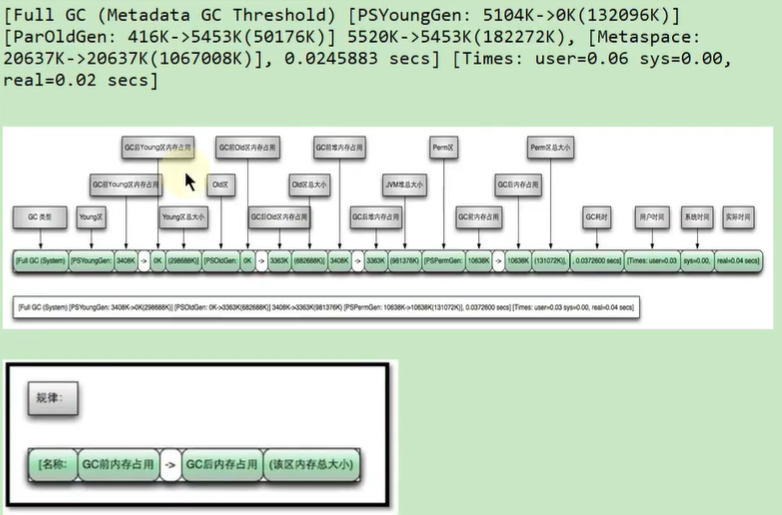 [Full GC (Metadata GC Threshold) [PSYoungGen: 5104K->0K(132096K)]
[ParOldGen: 416K->5453K(50176K)] 5520K->5453K(182272K), [Metaspace:
20637K->20637K(1067008K)], 0.0245883 secs] [Times: user=0.06 sys=0.00,
real=0.02 secs]
GC后Young区内存占用 GC前Old区内存占用 GC前堆内存占用 Perm区 Perm区总大小
GC前Young区内存占用 Old区 Old区总大小 JVM堆总大小 GC后内存占用
GC 类型 Young区 Young区总大小 GC后Old区内存占用 GC后堆内存占用 GC前内存占用 GC耗时 用户时间 系统时间 实际时间
[Full GC (System) [PSYoungGen: 3408K -> 0K (298688K)] [PSOldGen: 0K -> 3363K (682688K)] 3408K -> 3363K (981376K) [PSPermGen: 10638K -> 10638K (131072K)], , 0.0372600 secs] [Times: user=0.03 sys=0.00, real=0.04 secs]
[Full GC (System) [PSYoungGen: 3408K->0K(298688K)] [PSOldGen: 0K->3363K(682688K)] 3408K->3363K(981376K) [PSPermGen: 10638K->10638K(131072K)], 0.0372600 secs] [Times: user=0.03 sys=0.00, real=0.04 secs]
规律:
[名称: GC前内存占用 -> GC后内存占用 (该区内存总大小)